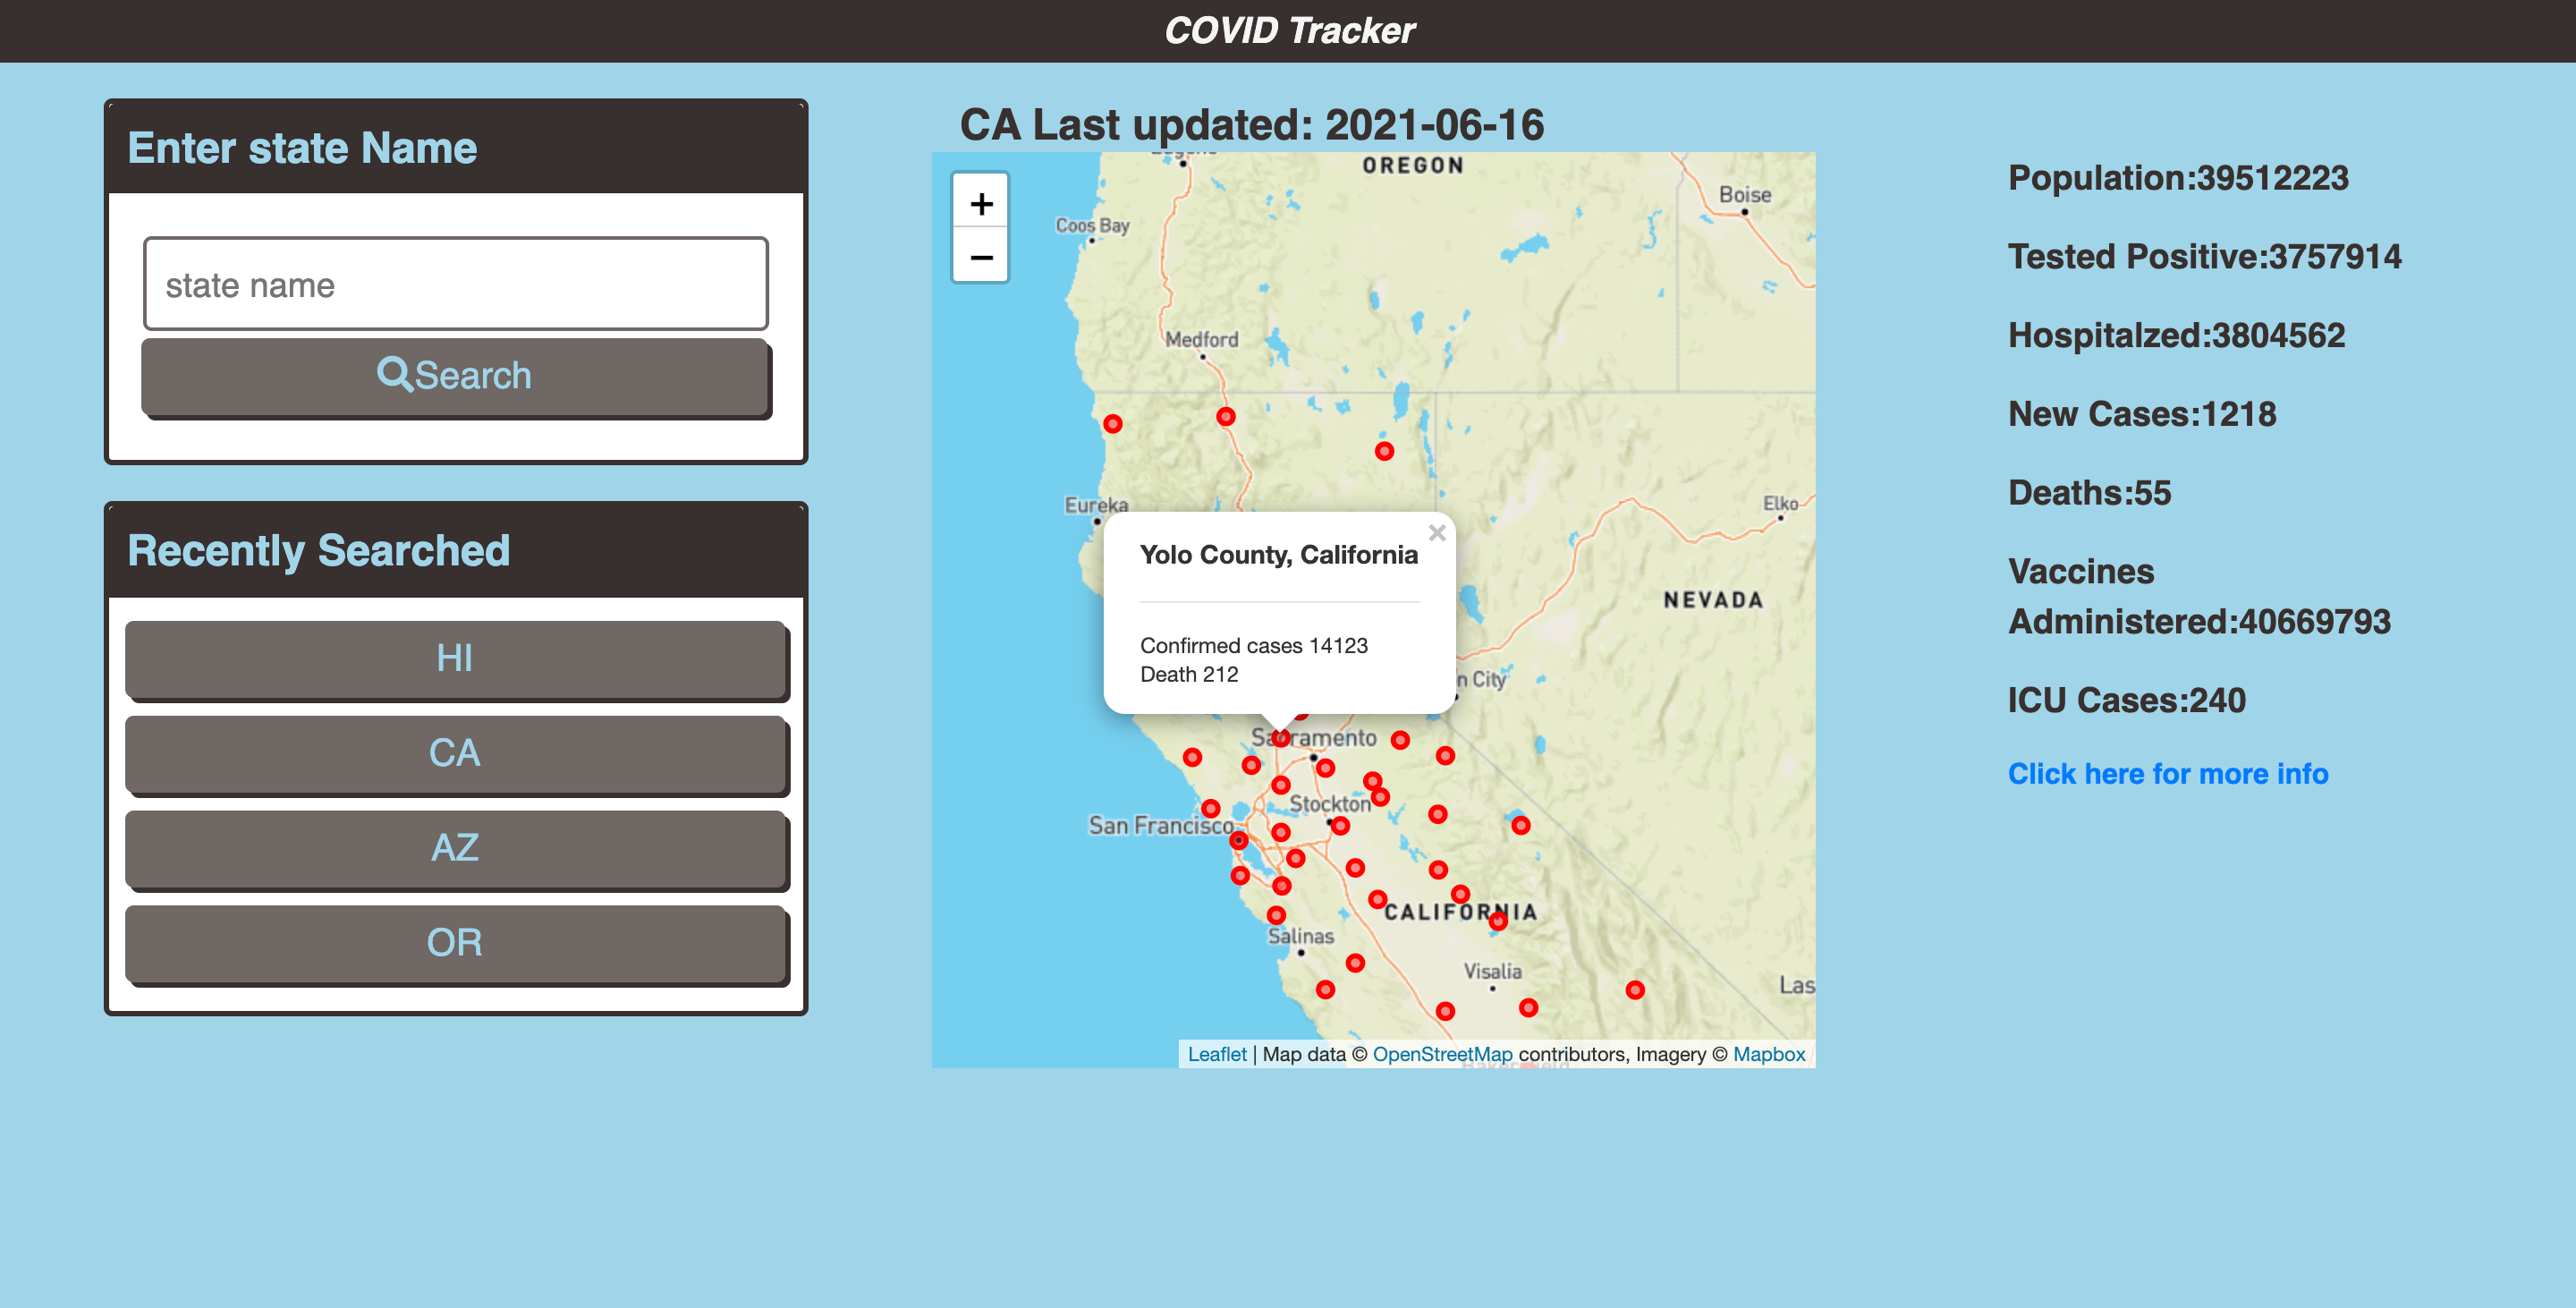 COVID Tracker
Enter state Name
state name
Search
Recently Searched
HI
CA
AZ
OR
CA Last updated: 2021-06-16
+
−
OREGON
Boise
Coos Bay
Medford
Eureka
Elko
×
Yolo County, California
NEVADA
Confirmed cases 14123
Death 212
n City
Sacramento
Stockton
San Francisco
CALIFORNIA
Salinas
Visalia
Las
Leaflet | Map data © OpenStreetMap contributors, Imagery © Mapbox
Population:39512223
Tested Positive:3757914
Hospitalzed:3804562
New Cases:1218
Deaths:55
Vaccines
Administered:40669793
ICU Cases:240
Click here for more info